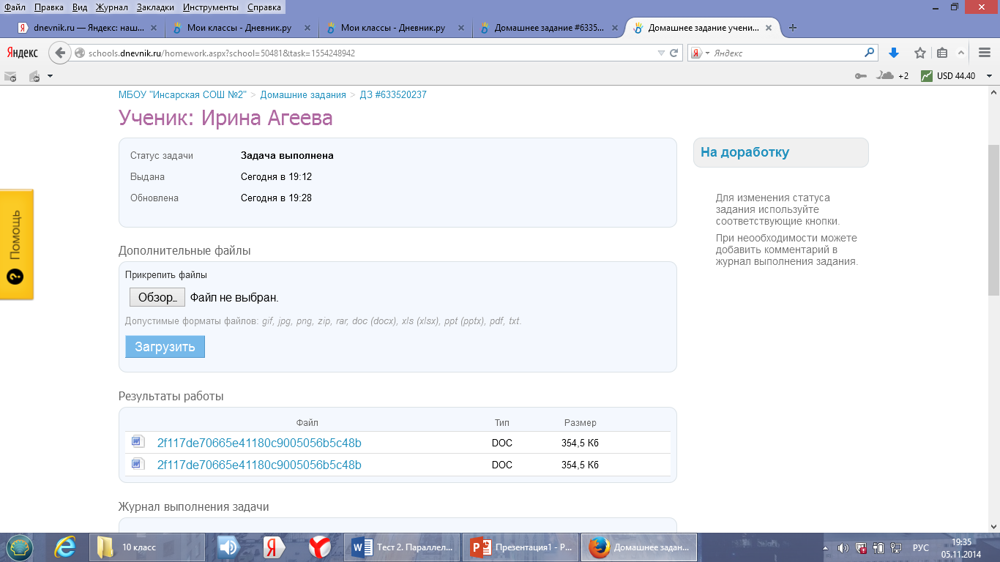 Файл Правка Вид Журнал Закладки Инструменты Справка
dnevnik.ru — Яндекс: наш... Мои классы - Дневник.ру Мои классы - Дневник.ру Домашнее задание #6335... Домашнее задание учени...
Яндекс schools.dnevnik.ru/homework.aspx?school=50481&task=1554248942 Яндекс
+2 USD 44.40
МБОУ "Инсарская СОШ №2" > Домашние задания > ДЗ #633520237
Ученик: Ирина Агеева
Статус задачи Задача выполнена
Выдана Сегодня в 19:12
Обновлена Сегодня в 19:28
На доработку
Для изменения статуса
задания используйте
соответствующие кнопки.
При неообходимости можете
добавить комментарий в
журнал выполнения задания.
Помощь
Дополнительные файлы
Прикрепить файлы
Обзор... Файл не выбран.
Допустимые форматы файлов: gif, jpg, png, zip, rar, doc (docx), xls (xlsx), ppt (pptx), pdf, txt.
Загрузить
Результаты работы
Файл Тип Размер
2f117de70665e41180c9005056b5c48b DOC 354,5 Кб
2f117de70665e41180c9005056b5c48b DOC 354,5 Кб
Журнал выполнения задачи
10 класс Тест 2. Параллел... Презентация1 - P... Домашнее задан... РУС 19:35
05.11.2014